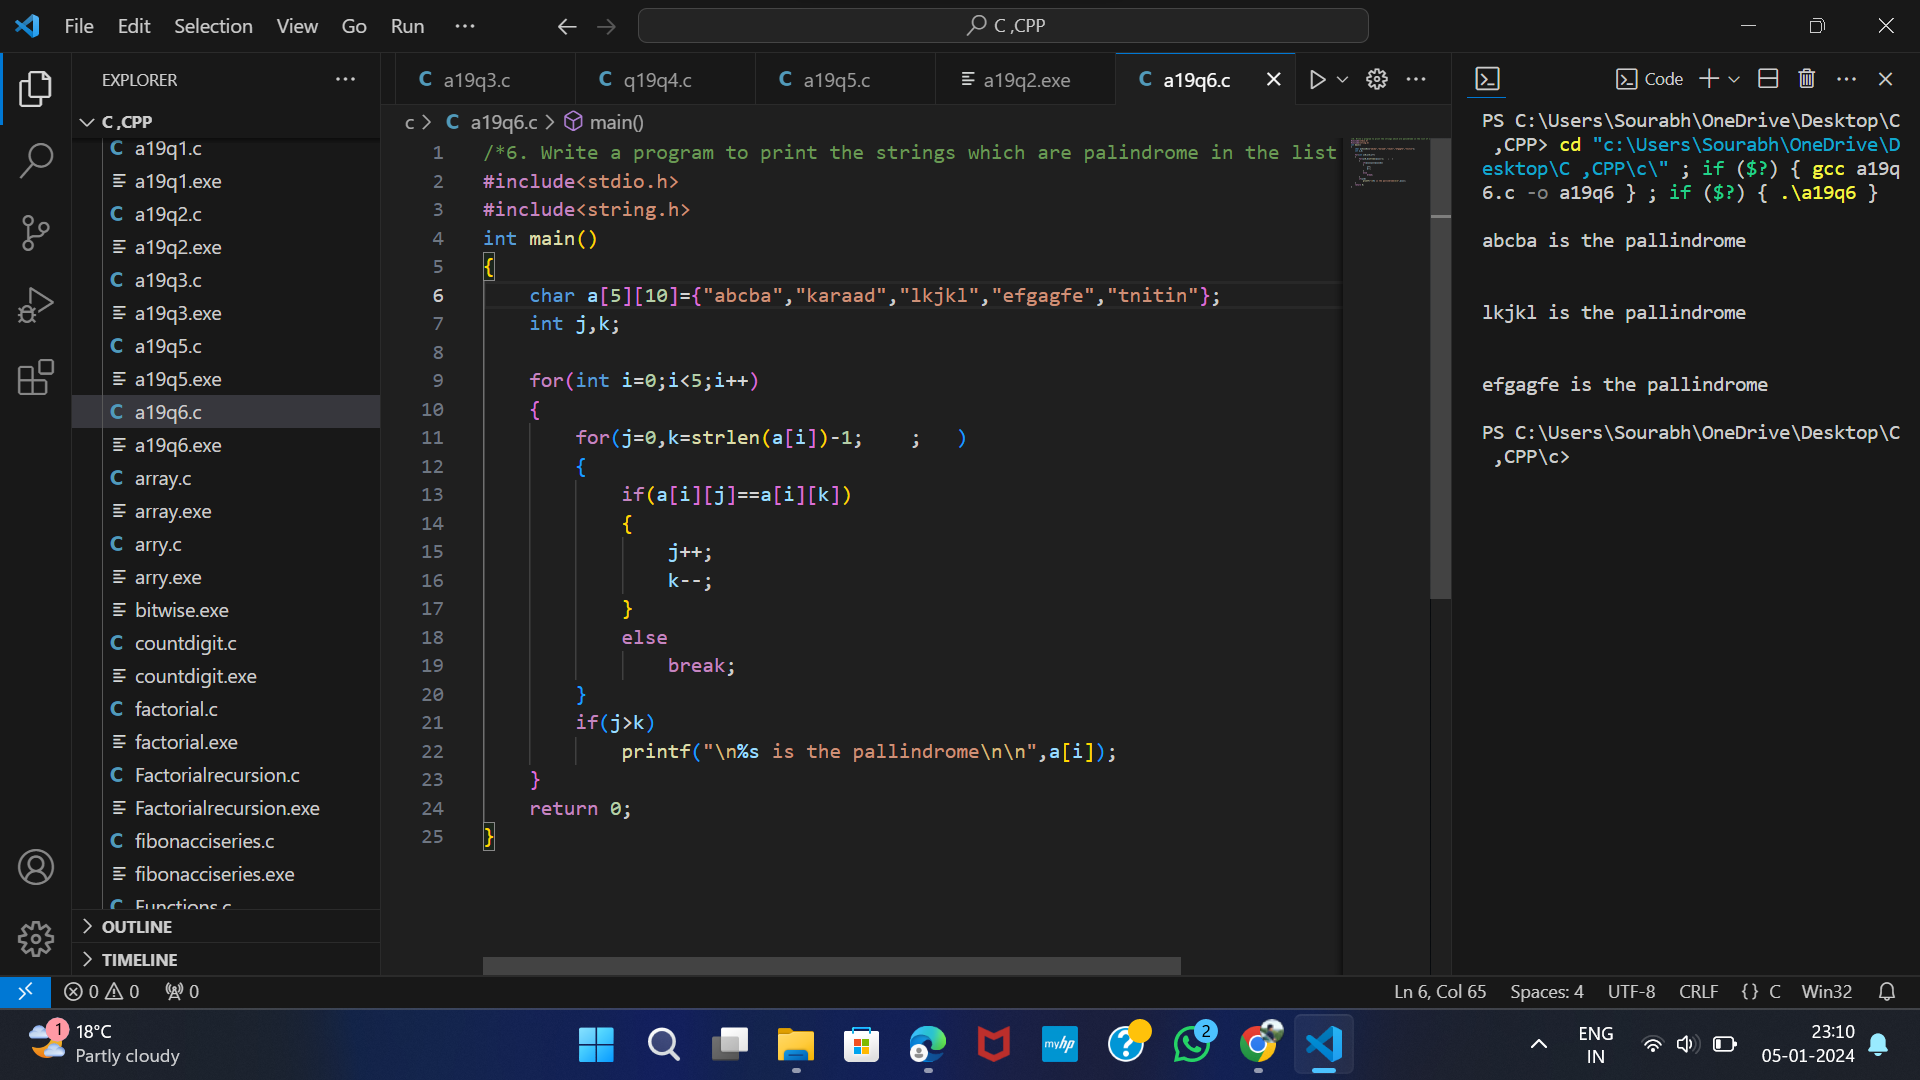 File Edit Selection View Go Run ··· C ,CPP
EXPLORER ···
C ,CPP
a19q1.c
a19q1.exe
a19q2.c
a19q2.exe
a19q3.c
a19q3.exe
a19q5.c
a19q5.exe
a19q6.c
a19q6.exe
array.c
array.exe
arry.c
arry.exe
bitwise.exe
countdigit.c
countdigit.exe
factorial.c
factorial.exe
Factorialrecursion.c
Factorialrecursion.exe
fibonacciseries.c
fibonacciseries.exe
Functions.c
OUTLINE
TIMELINE
C a19q3.c C q19q4.c C a19q5.c a19q2.exe C a19q6.c
c > C a19q6.c > main()
1 /*6. Write a program to print the strings which are palindrome in the list
2 #include<stdio.h>
3 #include<string.h>
4 int main()
5 {
6 char a[5][10]={"abcba","karaad","lkjkl","efgagfe","tnitin"};
7 int j,k;
8
9 for(int i=0;i<5;i++)
10 {
11 for(j=0,k=strlen(a[i])-1;    ;   )
12 {
13 if(a[i][j]==a[i][k])
14 {
15 j++;
16 k--;
17 }
18 else
19 break;
20 }
21 if(j>k)
22 printf("\n%s is the pallindrome\n\n",a[i]);
23 }
24 return 0;
25 }
Code
PS C:\Users\Sourabh\OneDrive\Desktop\C
,CPP> cd "c:\Users\Sourabh\OneDrive\D
esktop\C ,CPP\c\" ; if ($?) { gcc a19q
6.c -o a19q6 } ; if ($?) { .\a19q6 }
abcba is the pallindrome
lkjkl is the pallindrome
efgagfe is the pallindrome
PS C:\Users\Sourabh\OneDrive\Desktop\C
,CPP\c>
0 0 0 Ln 6, Col 65 Spaces: 4 UTF-8 CRLF {} C Win32
1 18°C
Partly cloudy
myhp
2
ENG
IN
23:10
05-01-2024